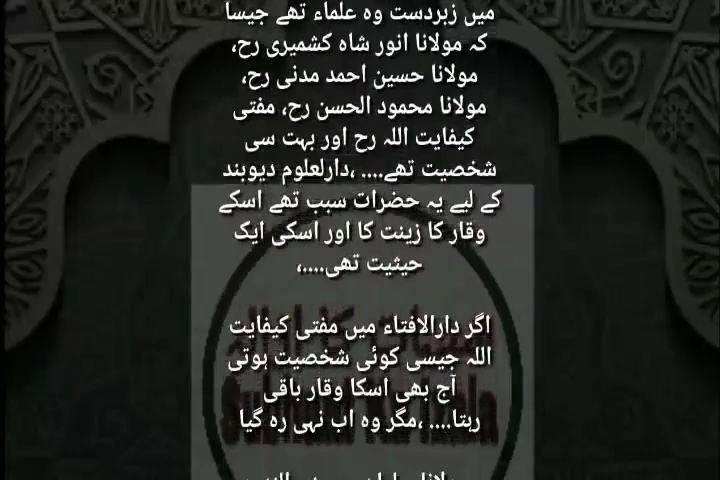 میں زبردست وہ علماء تھے جیسا
کہ مولانا انور شاہ کشمیری رح،
مولانا حسین احمد مدنی رح،
مولانا محمود الحسن رح، مفتی
کیفایت اللہ رح اور بہت سی
شخصیت تھے....،دارلعلوم دیوبند
کے لیے یہ حضرات سبب تھے اسکے
وقار کا زینت کا اور اسکی ایک
حیثیت تھی....،
اگر دارالافتاء میں مفتی کیفایت
اللہ جیسی کوئی شخصیت ہوتی
آج بھی اسکا وقار باقی
رہتا....،مگر وہ اب نہی رہ گیا